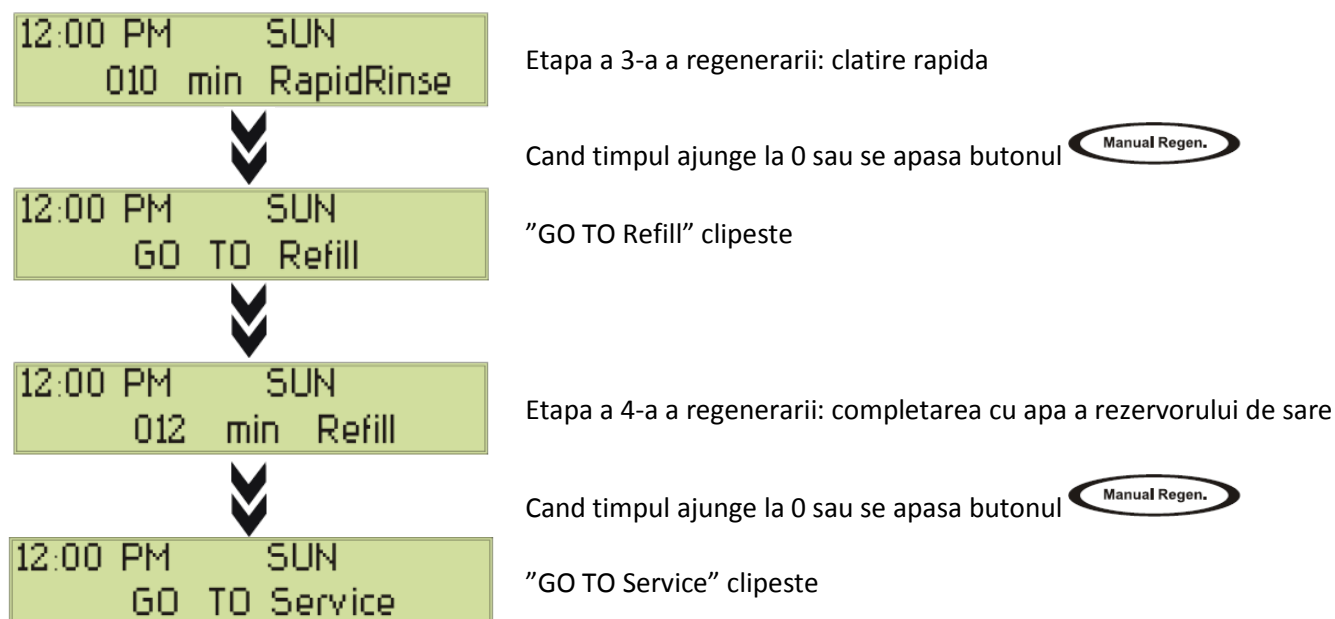 12:00 PM SUN
010 min RapidRinse
Etapa a 3-a a regenerarii: clatire rapida
Cand timpul ajunge la 0 sau se apasa butonul Manual Regen.
12:00 PM SUN
GO TO Refill
”GO TO Refill” clipeste
12:00 PM SUN
012 min Refill
Etapa a 4-a a regenerarii: completarea cu apa a rezervorului de sare
Cand timpul ajunge la 0 sau se apasa butonul Manual Regen.
12:00 PM SUN
GO TO Service
”GO TO Service” clipeste